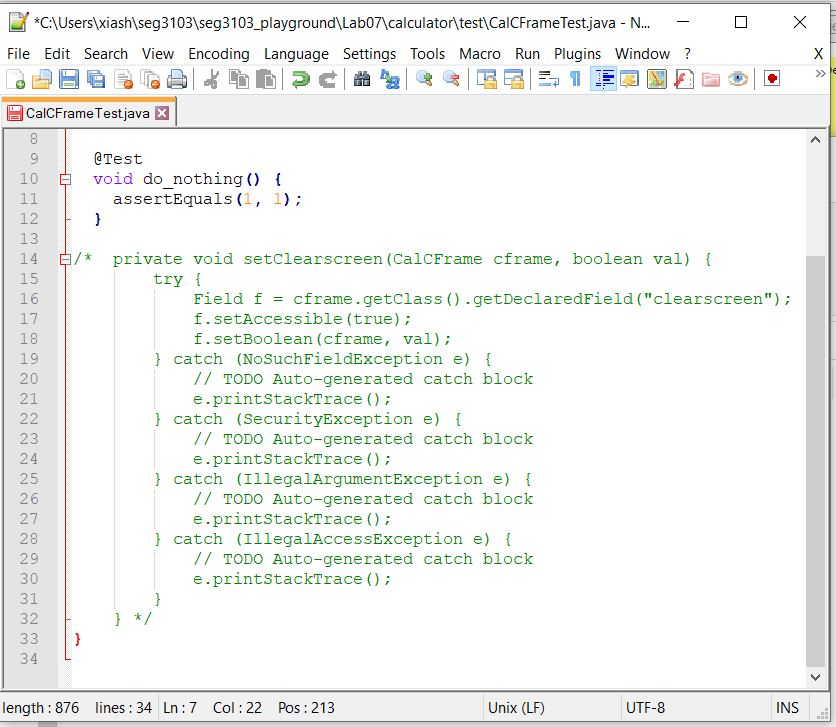 *C:\Users\xiash\seg3103\seg3103_playground\Lab07\calculator\test\CalCFrameTest.java - N...
File Edit Search View Encoding Language Settings Tools Macro Run Plugins Window ? X
CalCFrameTest.java
8
9 @Test
10 void do_nothing() {
11 assertEquals(1, 1);
12 }
13
14 /* private void setClearscreen(CalCFrame cframe, boolean val) {
15 try {
16 Field f = cframe.getClass().getDeclaredField("clearscreen");
17 f.setAccessible(true);
18 f.setBoolean(cframe, val);
19 } catch (NoSuchFieldException e) {
20 // TODO Auto-generated catch block
21 e.printStackTrace();
22 } catch (SecurityException e) {
23 // TODO Auto-generated catch block
24 e.printStackTrace();
25 } catch (IllegalArgumentException e) {
26 // TODO Auto-generated catch block
27 e.printStackTrace();
28 } catch (IllegalAccessException e) {
29 // TODO Auto-generated catch block
30 e.printStackTrace();
31 }
32 } */
33 }
34
length : 876 lines : 34 Ln : 7 Col : 22 Pos : 213 Unix (LF) UTF-8 INS